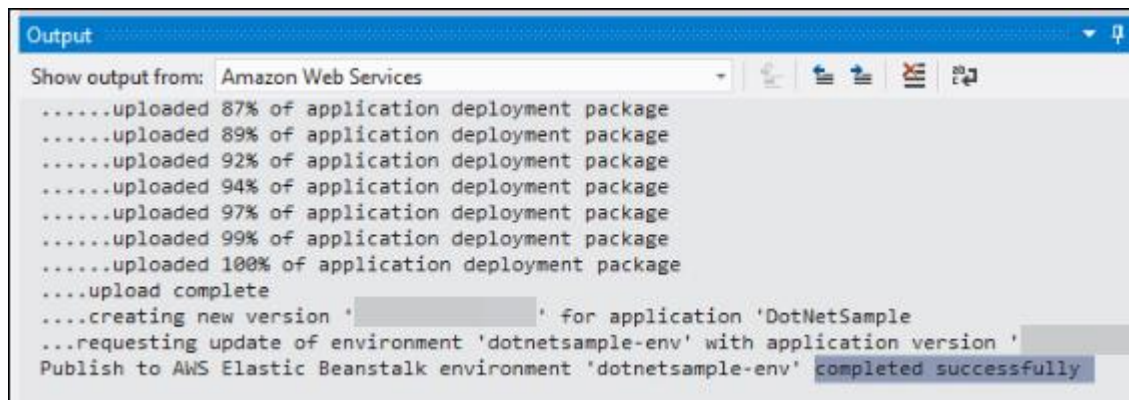 Output
Show output from: Amazon Web Services
......uploaded 87% of application deployment package
......uploaded 89% of application deployment package
......uploaded 92% of application deployment package
......uploaded 94% of application deployment package
......uploaded 97% of application deployment package
......uploaded 99% of application deployment package
......uploaded 100% of application deployment package
....upload complete
....creating new version ' ' for application 'DotNetSample
...requesting update of environment 'dotnetsample-env' with application version '
Publish to AWS Elastic Beanstalk environment 'dotnetsample-env' completed successfully